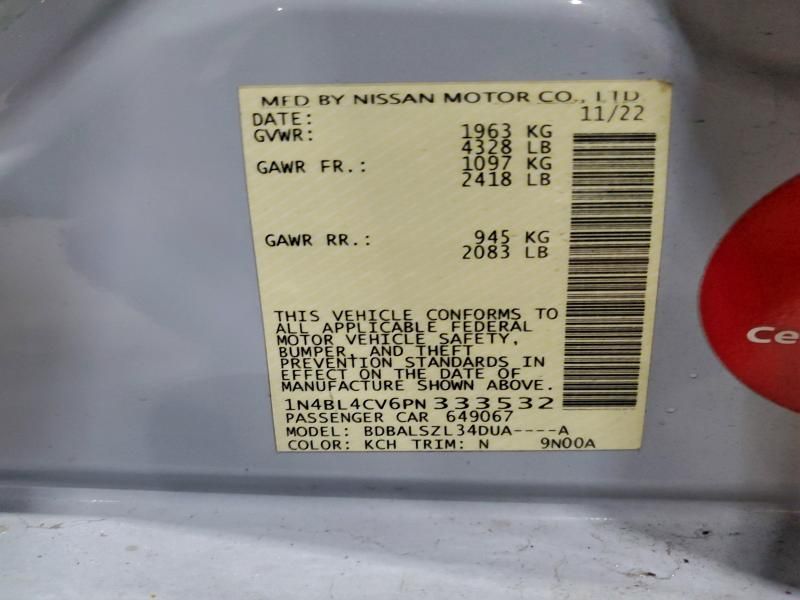 MFD BY NISSAN MOTOR CO., LTD.
DATE: 11/22
GVWR: 1963 KG
4328 LB
GAWR FR.: 1097 KG
2418 LB
GAWR RR.: 945 KG
2083 LB
THIS VEHICLE CONFORMS TO
ALL APPLICABLE FEDERAL
MOTOR VEHICLE SAFETY,
BUMPER, AND THEFT
PREVENTION STANDARDS IN
EFFECT ON THE DATE OF
MANUFACTURE SHOWN ABOVE.
1N4BL4CV6PN333532
PASSENGER CAR 649067
MODEL: BDBALSZL34DUA----A
COLOR: KCH TRIM: N 9N00A
Ce